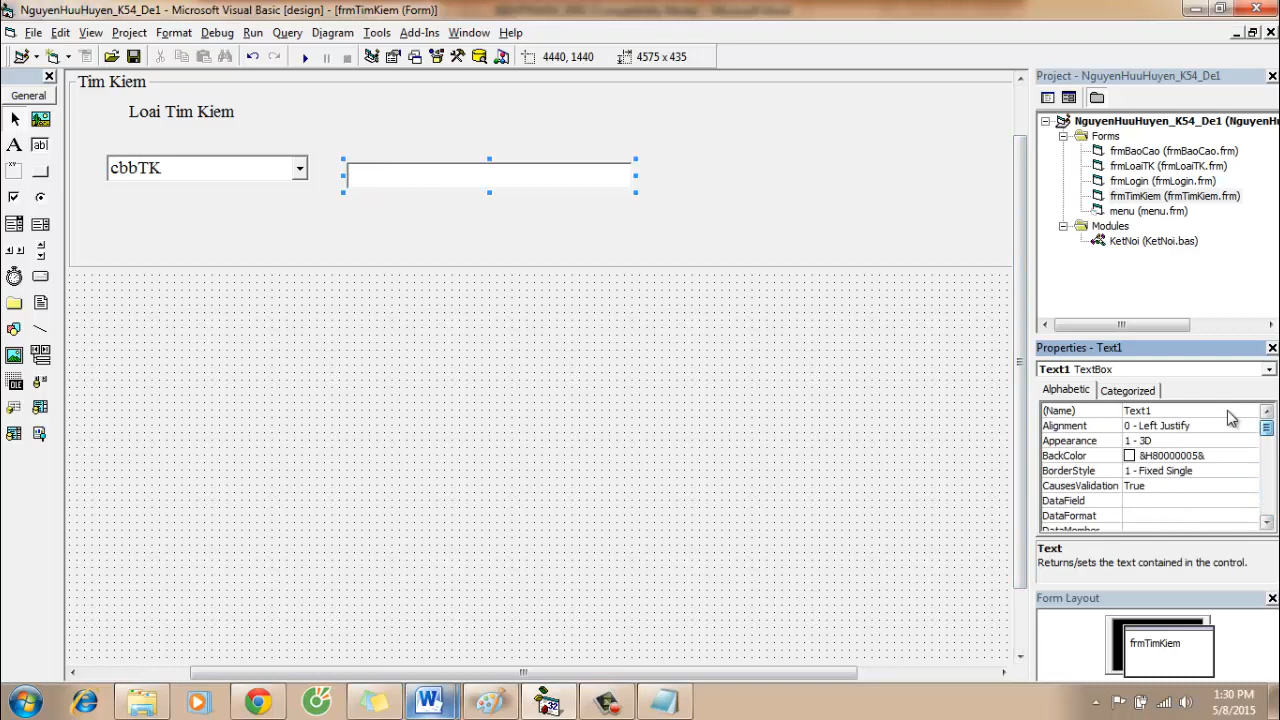 NguyenHuuHuyen_K54_De1 - Microsoft Visual Basic [design] - [frmTimKiem (Form)]
File Edit View Project Format Debug Run Query Diagram Tools Add-Ins Window Help
4440, 1440 4575 x 435
General
Tim Kiem
Loai Tim Kiem
cbbTK
Project - NguyenHuuHuyen_K54_De1
NguyenHuuHuyen_K54_De1 (NguyenH
Forms
frmBaoCao (frmBaoCao.frm)
frmLoaiTK (frmLoaiTK.frm)
frmLogin (frmLogin.frm)
frmTimKiem (frmTimKiem.frm)
menu (menu.frm)
Modules
KetNoi (KetNoi.bas)
Properties - Text1
Text1 TextBox
Alphabetic Categorized
(Name) Text1
Alignment 0 - Left Justify
Appearance 1 - 3D
BackColor &H80000005&
BorderStyle 1 - Fixed Single
CausesValidation True
DataField
DataFormat
DataMember
Text
Returns/sets the text contained in the control.
Form Layout
frmTimKiem
1:30 PM
5/8/2015